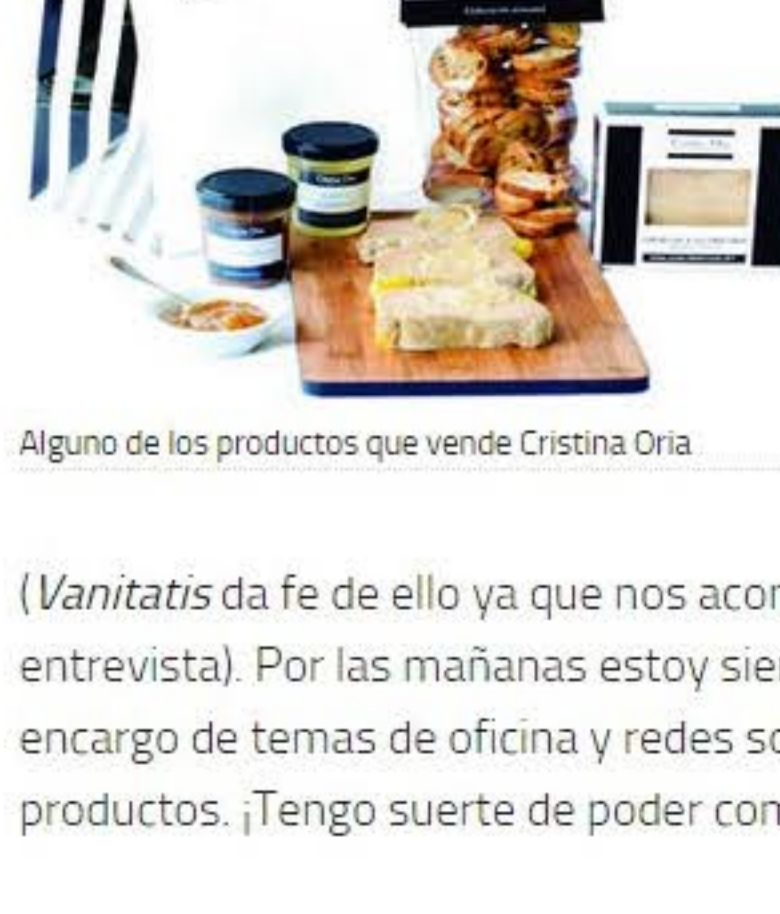 Alguno de los productos que vende Cristina Oria
(Vanitatis da fe de ello ya que nos acor
entrevista). Por las mañanas estoy sie
encargo de temas de oficina y redes so
productos. ¡Tengo suerte de poder con